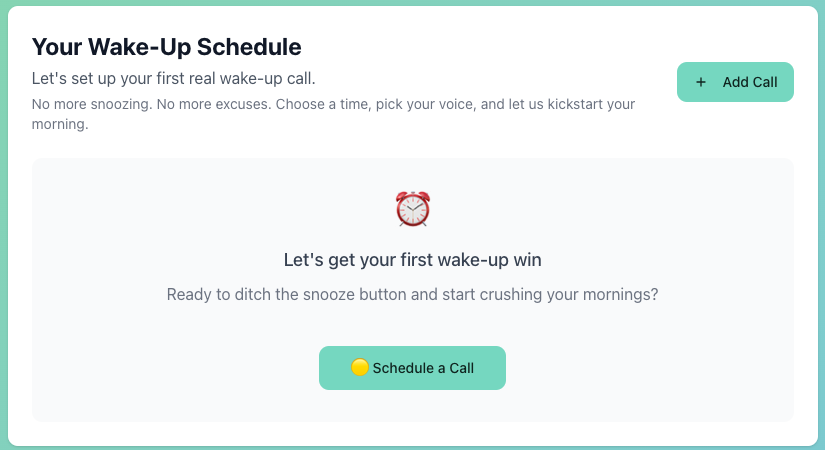 Your Wake-Up Schedule
Let's set up your first real wake-up call.
No more snoozing. No more excuses. Choose a time, pick your voice, and let us kickstart your
morning.
+ Add Call
Let's get your first wake-up win
Ready to ditch the snooze button and start crushing your mornings?
Schedule a Call